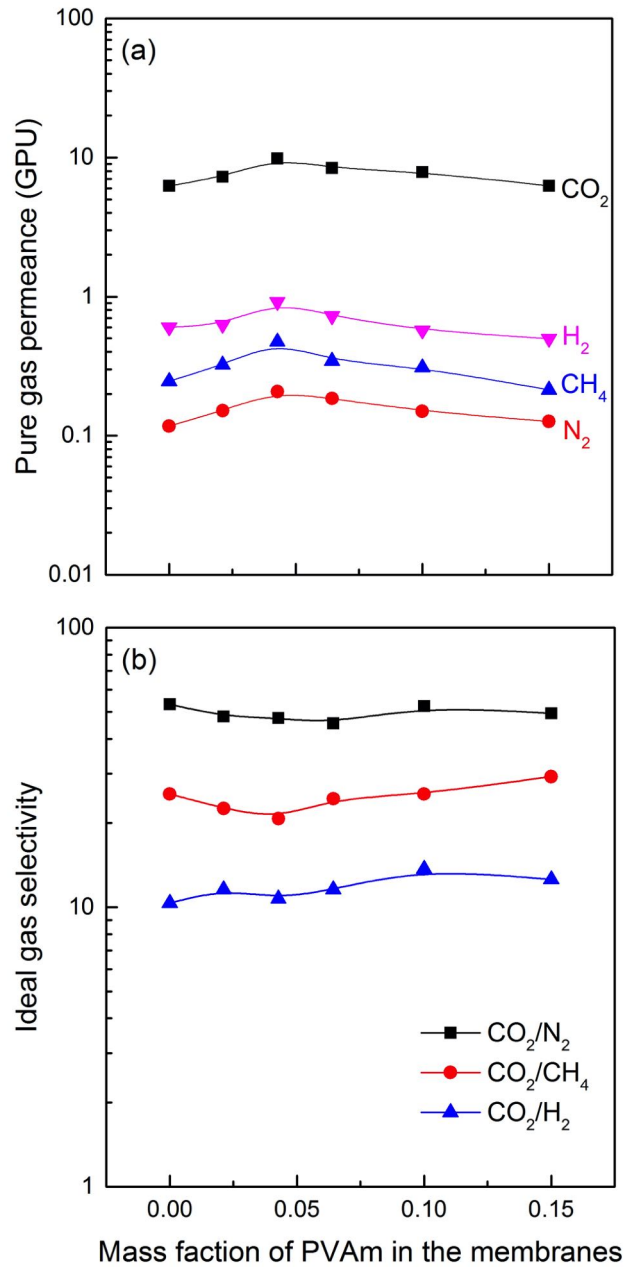 100
(a)
10
CO₂
Pure gas permeance (GPU)
1
H₂
CH₄
0.1
N₂
0.01
100
(b)
Ideal gas selectivity
10
CO₂/N₂
CO₂/CH₄
CO₂/H₂
1
0.00 0.05 0.10 0.15
Mass faction of PVAm in the membranes